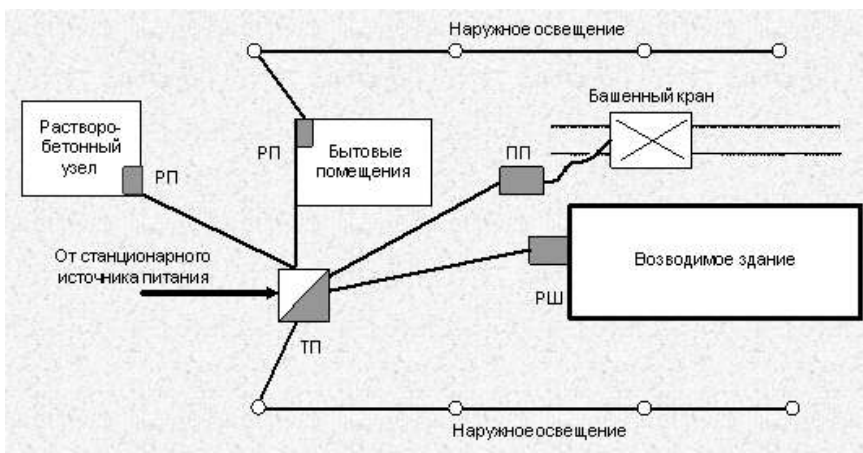 Наружное освещение
Башенный кран
Растворо-
бетонный
узел
РП
РП
Бытовые
помещения
ПП
От станционарного
источника питания
Возводимое здание
РШ
ТП
Наружное освещение